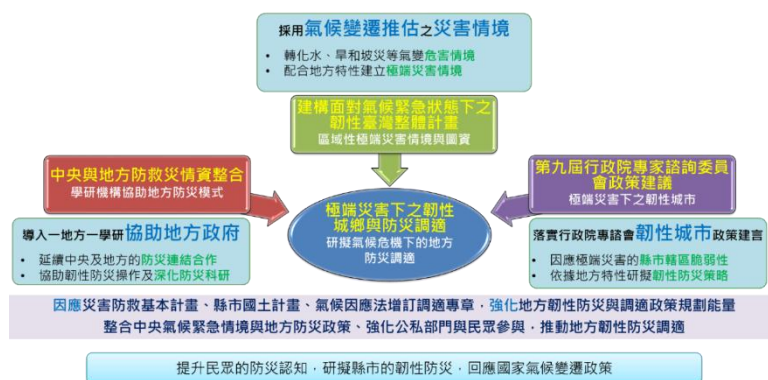 採用氣候變遷推估之災害情境
• 轉化水、旱和坡災等氣變危害情境
• 配合地方特性建立極端災害情境
建構面對氣候緊急狀態下之
韌性臺灣整體計畫
區域性極端災害情境與圖資
中央與地方防救災情資整合
學研機構協助地方防災模式
導入一地方一學研協助地方政府
• 延續中央及地方的防災連結合作
• 協助韌性防災操作及深化防災科研
極端災害下之韌性
城鄉與防災調適
研擬氣候危機下的地方
防災調適
第九屆行政院專家諮詢委員
會政策建議
極端災害下之韌性城市
落實行政院專諮會韌性城市政策建言
• 因應極端災害的縣市轄區脆弱性
• 依據地方特性研擬韌性防災策略
因應災害防救基本計畫、縣市國土計畫、氣候因應法增訂調適專章，強化地方韌性防災與調適政策規劃能量
整合中央氣候緊急情境與地方防災政策、強化公私部門與民眾參與，推動地方韌性防災調適
提升民眾的防災認知，研擬縣市的韌性防災，回應國家氣候變遷政策